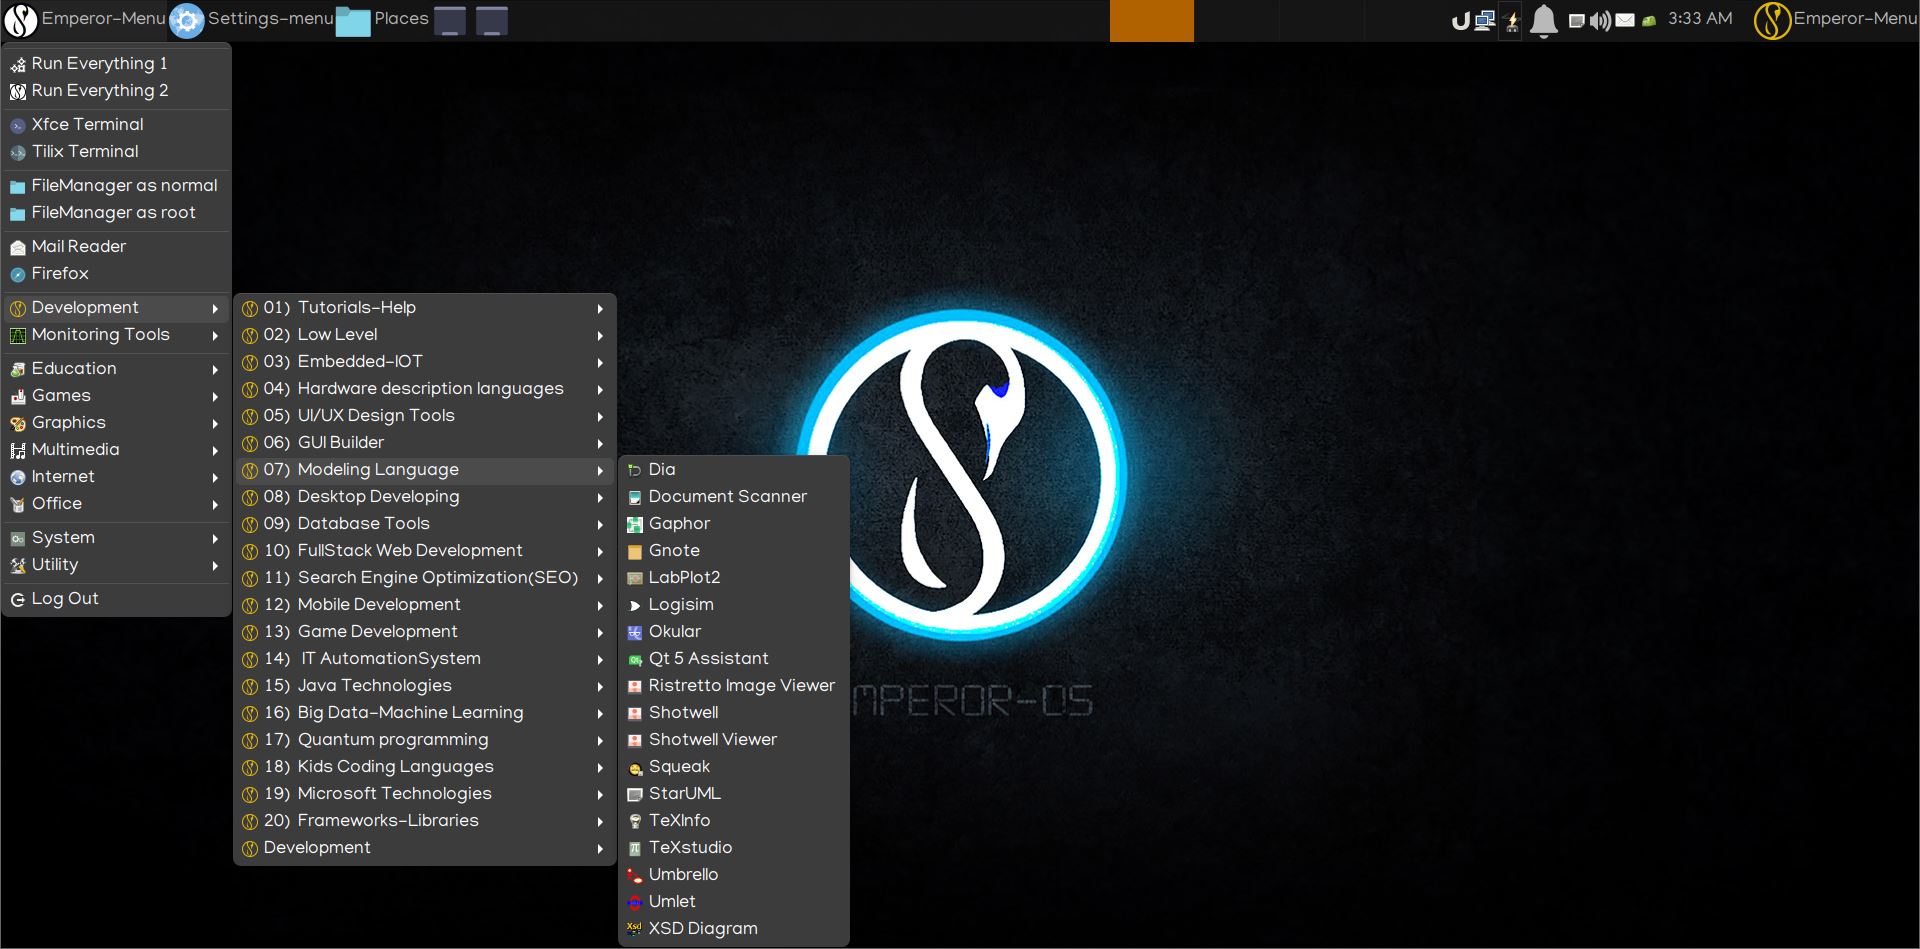 Emperor-Menu Settings-menu Places 3:33 AM Emperor-Menu
Run Everything 1
Run Everything 2
Xfce Terminal
Tilix Terminal
FileManager as normal
FileManager as root
Mail Reader
Firefox
Development
Monitoring Tools
Education
Games
Graphics
Multimedia
Internet
Office
System
Utility
Log Out
01) Tutorials-Help
02) Low Level
03) Embedded-IOT
04) Hardware description languages
05) UI/UX Design Tools
06) GUI Builder
07) Modeling Language
08) Desktop Developing
09) Database Tools
10) FullStack Web Development
11) Search Engine Optimization(SEO)
12) Mobile Development
13) Game Development
14) IT AutomationSystem
15) Java Technologies
16) Big Data-Machine Learning
17) Quantum programming
18) Kids Coding Languages
19) Microsoft Technologies
20) Frameworks-Libraries
Development
Dia
Document Scanner
Gaphor
Gnote
LabPlot2
Logisim
Okular
Qt 5 Assistant
Ristretto Image Viewer
Shotwell
Shotwell Viewer
Squeak
StarUML
TeXInfo
TeXstudio
Umbrello
Umlet
Xsd XSD Diagram
MPEROR-OS